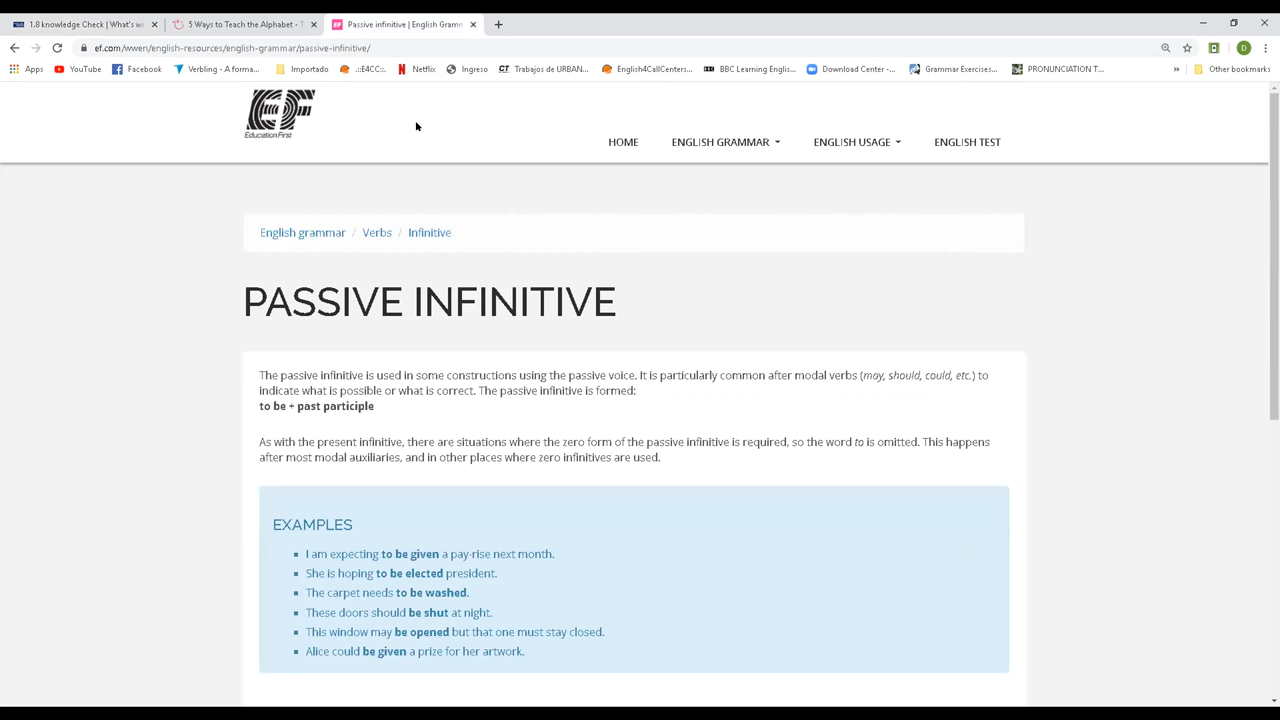 1.8 knowledge Check | What's wr
5 Ways to Teach the Alphabet - T
EF Passive infinitive | English Gramm
ef.com/wwen/english-resources/english-grammar/passive-infinitive/
D
Apps YouTube Facebook Verbling - A forma... Importado .::E4CC::. Netflix Ingreso CT Trabajos de URBAN... English4CallCenters... BBC Learning Englis... Download Center -... Grammar Exercises... PRONUNCIATION T... » Other bookmarks
EF
Education First
HOME ENGLISH GRAMMAR ENGLISH USAGE ENGLISH TEST
English grammar / Verbs / Infinitive
PASSIVE INFINITIVE
The passive infinitive is used in some constructions using the passive voice. It is particularly common after modal verbs (may, should, could, etc.) to
indicate what is possible or what is correct. The passive infinitive is formed:
to be + past participle
As with the present infinitive, there are situations where the zero form of the passive infinitive is required, so the word to is omitted. This happens
after most modal auxiliaries, and in other places where zero infinitives are used.
EXAMPLES
I am expecting to be given a pay-rise next month.
She is hoping to be elected president.
The carpet needs to be washed.
These doors should be shut at night.
This window may be opened but that one must stay closed.
Alice could be given a prize for her artwork.